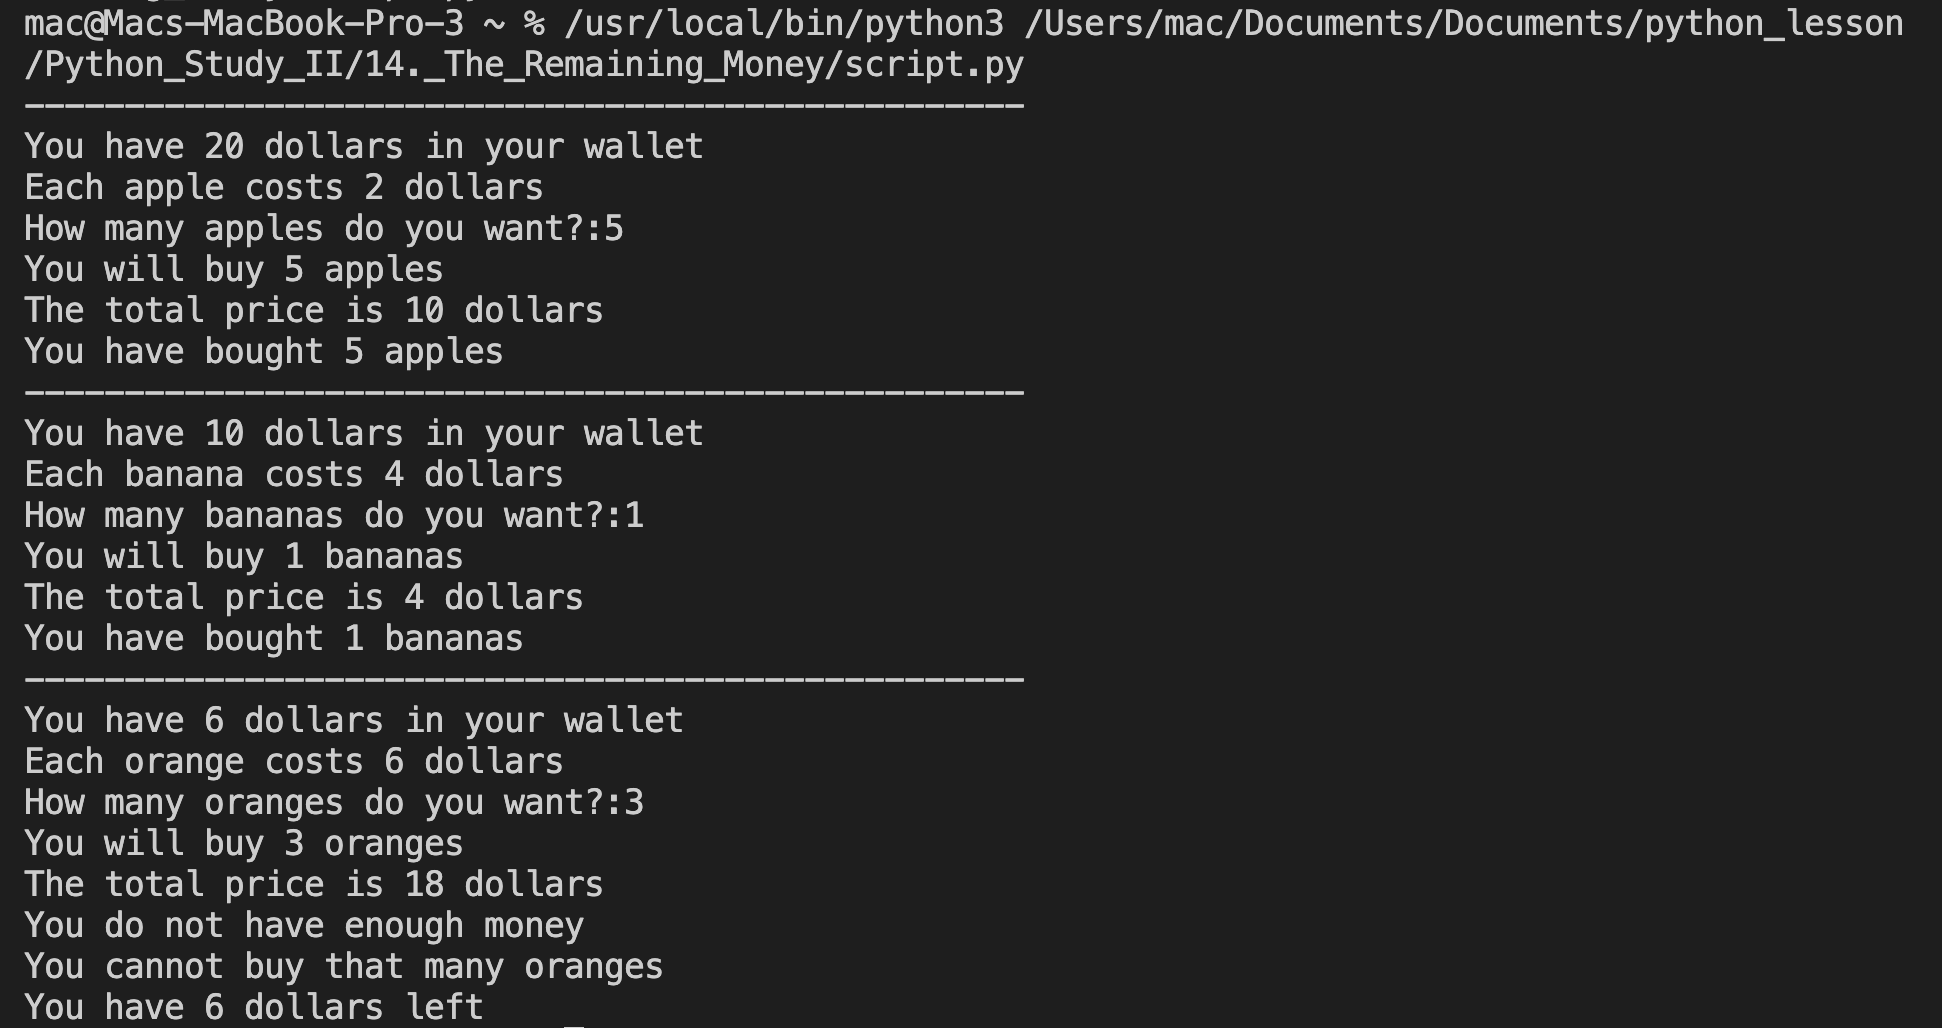 mac@Macs-MacBook-Pro-3 ~ % /usr/local/bin/python3 /Users/mac/Documents/Documents/python_lesson
/Python_Study_II/14._The_Remaining_Money/script.py
--------------------------------------------------
You have 20 dollars in your wallet
Each apple costs 2 dollars
How many apples do you want?:5
You will buy 5 apples
The total price is 10 dollars
You have bought 5 apples
--------------------------------------------------
You have 10 dollars in your wallet
Each banana costs 4 dollars
How many bananas do you want?:1
You will buy 1 bananas
The total price is 4 dollars
You have bought 1 bananas
--------------------------------------------------
You have 6 dollars in your wallet
Each orange costs 6 dollars
How many oranges do you want?:3
You will buy 3 oranges
The total price is 18 dollars
You do not have enough money
You cannot buy that many oranges
You have 6 dollars left